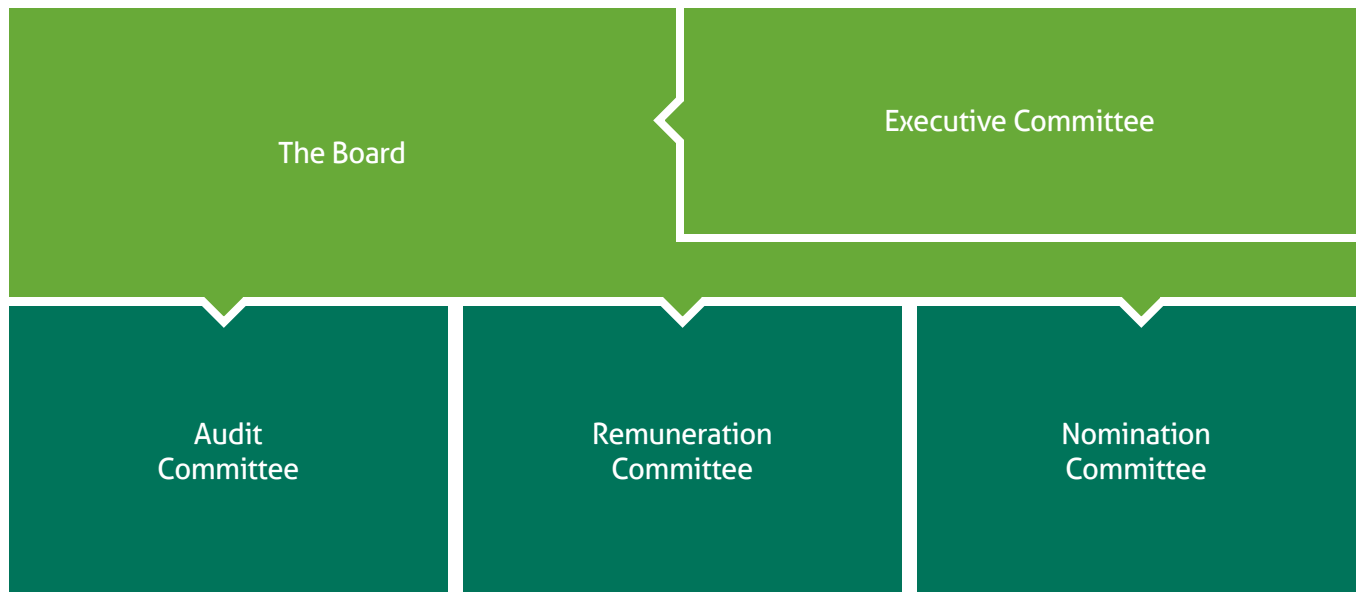 The Board
Executive Committee
Audit
Committee
Remuneration
Committee
Nomination
Committee